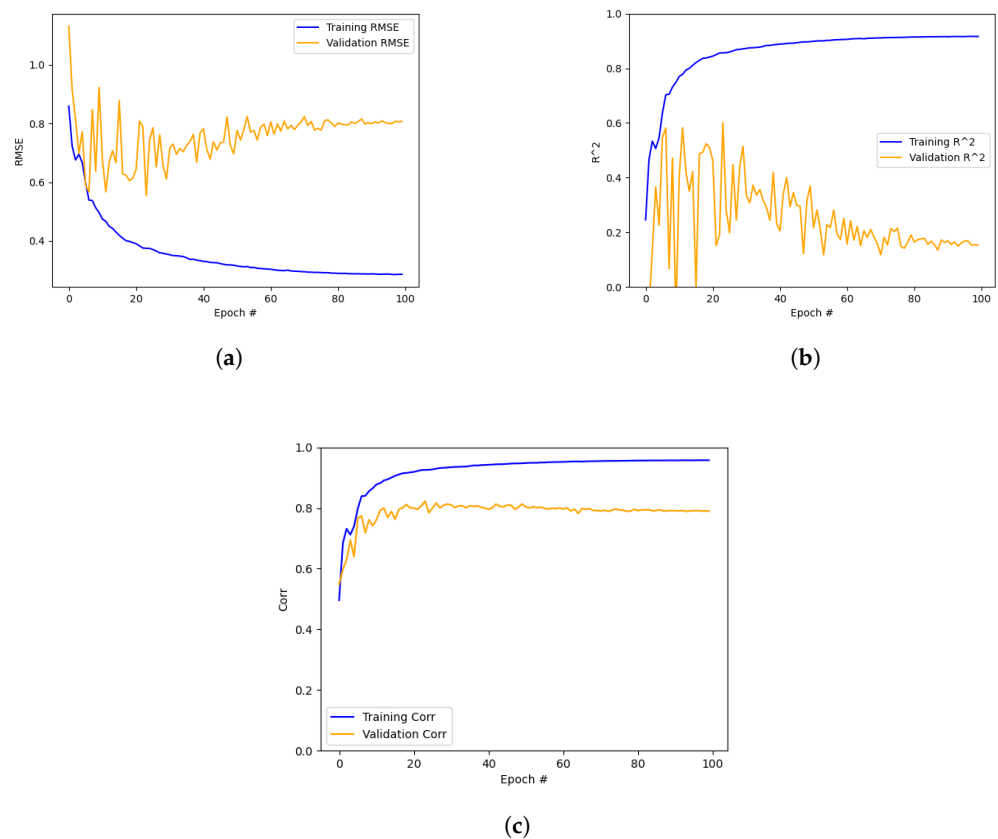 Training RMSE
Validation RMSE
1.0
0.8
0.6
0.4
RMSE
0 20 40 60 80 100
Epoch #
(a)
1.0
0.8
0.6
0.4
0.2
0.0
R^2
Training R^2
Validation R^2
0 20 40 60 80 100
Epoch #
(b)
1.0
0.8
0.6
0.4
0.2
0.0
Corr
Training Corr
Validation Corr
0 20 40 60 80 100
Epoch #
(c)